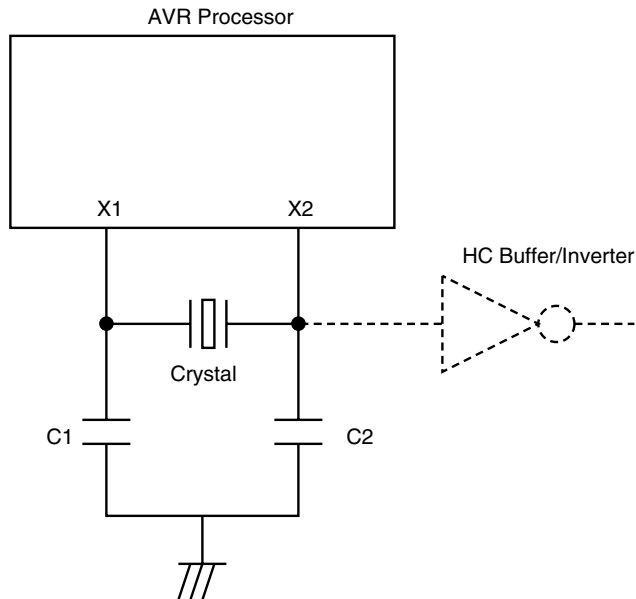 AVR Processor
X1
X2
HC Buffer/Inverter
Crystal
C1
C2